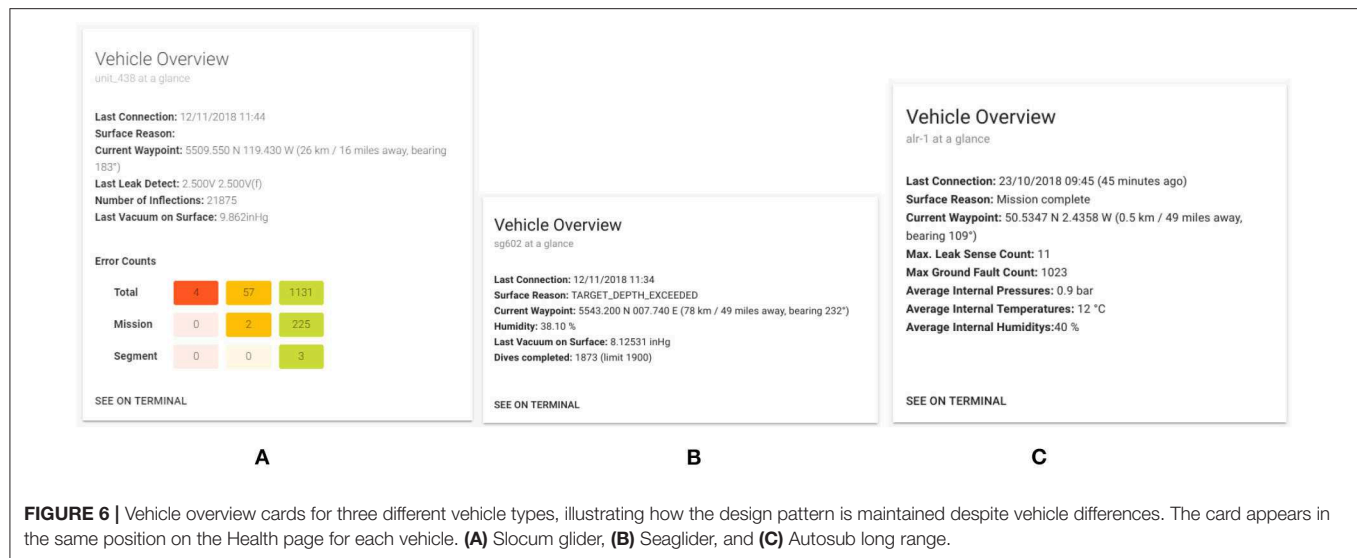 Vehicle Overview
unit_438 at a glance
Last Connection: 12/11/2018 11:44
Surface Reason:
Current Waypoint: 5509.550 N 119.430 W (26 km / 16 miles away, bearing
183°)
Last Leak Detect: 2.500V 2.500V(f)
Number of Inflections: 21875
Last Vacuum on Surface: 9.862inHg
Error Counts
Total 4 57 1131
Mission 0 2 225
Segment 0 0 3
SEE ON TERMINAL
A
Vehicle Overview
sg602 at a glance
Last Connection: 12/11/2018 11:34
Surface Reason: TARGET_DEPTH_EXCEEDED
Current Waypoint: 5543.200 N 007.740 E (78 km / 49 miles away, bearing 232°)
Humidity: 38.10 %
Last Vacuum on Surface: 8.12531 inHg
Dives completed: 1873 (limit 1900)
SEE ON TERMINAL
B
Vehicle Overview
alr-1 at a glance
Last Connection: 23/10/2018 09:45 (45 minutes ago)
Surface Reason: Mission complete
Current Waypoint: 50.5347 N 2.4358 W (0.5 km / 49 miles away,
bearing 109°)
Max. Leak Sense Count: 11
Max Ground Fault Count: 1023
Average Internal Pressures: 0.9 bar
Average Internal Temperatures: 12 °C
Average Internal Humiditys:40 %
SEE ON TERMINAL
C
FIGURE 6 | Vehicle overview cards for three different vehicle types, illustrating how the design pattern is maintained despite vehicle differences. The card appears in
the same position on the Health page for each vehicle. (A) Slocum glider, (B) Seaglider, and (C) Autosub long range.